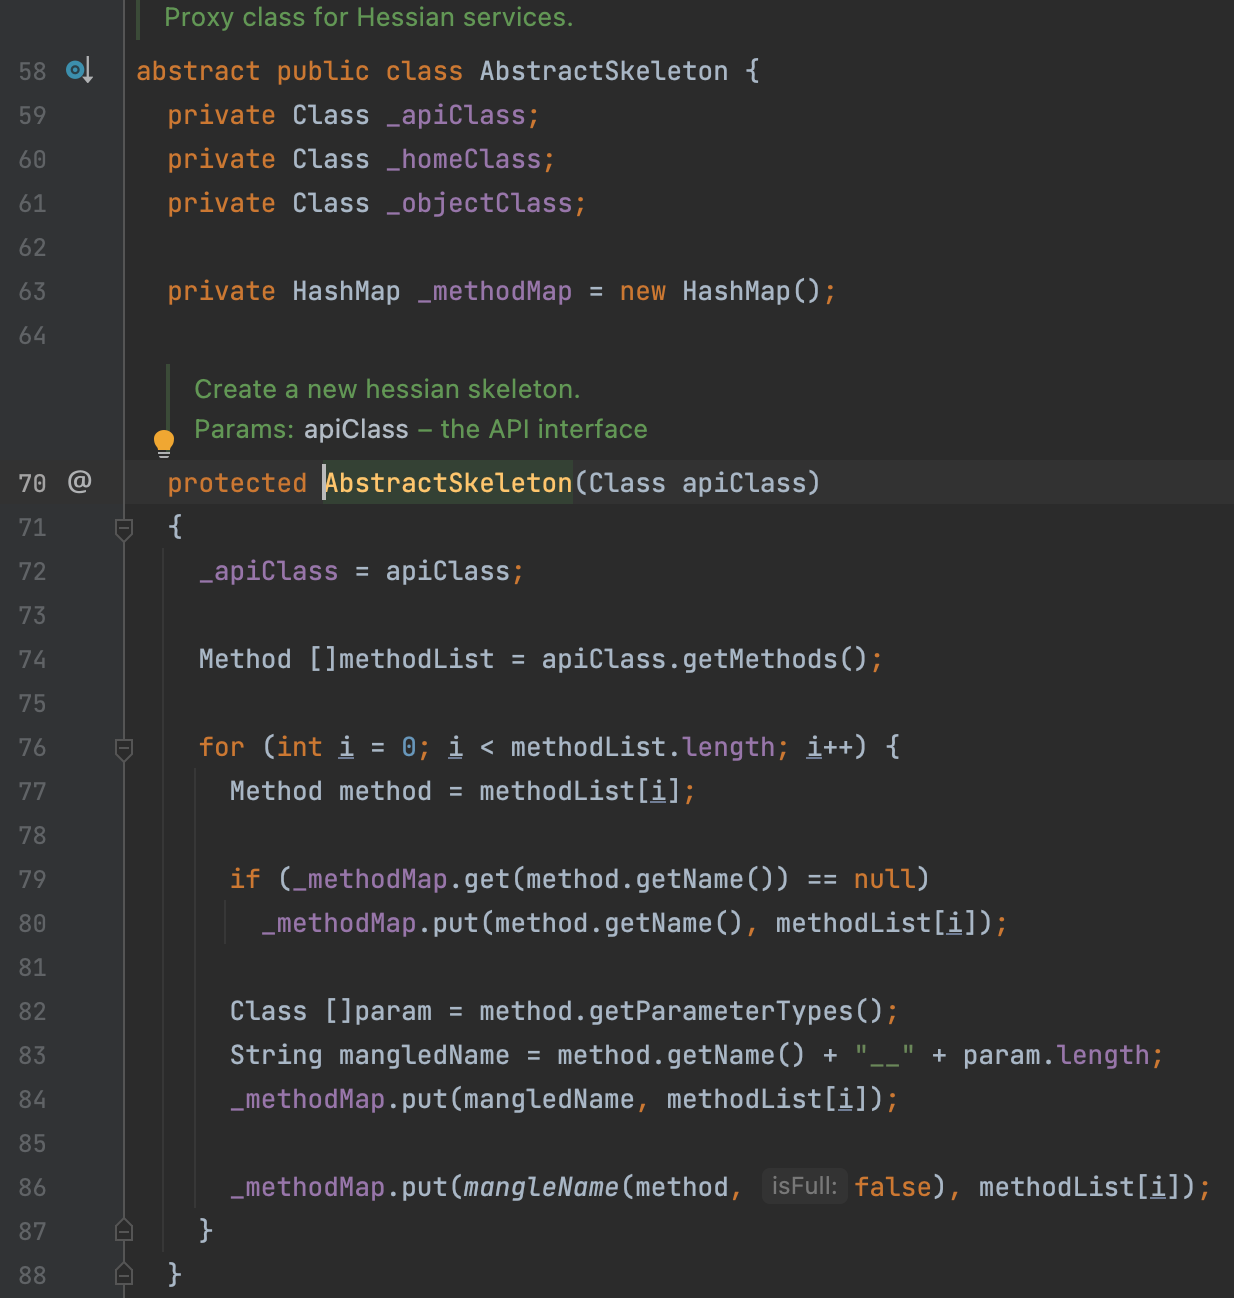 Proxy class for Hessian services.
58 abstract public class AbstractSkeleton {
59 private Class _apiClass;
60 private Class _homeClass;
61 private Class _objectClass;
62
63 private HashMap _methodMap = new HashMap();
64
Create a new hessian skeleton.
Params: apiClass – the API interface
70 @ protected AbstractSkeleton(Class apiClass)
71 {
72 _apiClass = apiClass;
73
74 Method []methodList = apiClass.getMethods();
75
76 for (int i = 0; i < methodList.length; i++) {
77 Method method = methodList[i];
78
79 if (_methodMap.get(method.getName()) == null)
80 _methodMap.put(method.getName(), methodList[i]);
81
82 Class []param = method.getParameterTypes();
83 String mangledName = method.getName() + "__" + param.length;
84 _methodMap.put(mangledName, methodList[i]);
85
86 _methodMap.put(mangleName(method, isFull: false), methodList[i]);
87 }
88 }